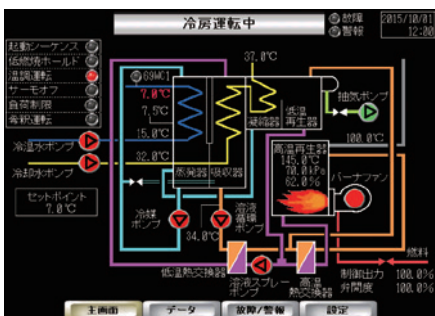 冷房運転中
故障
警報
2015/10/01
12:00
起動シーケンス
低燃焼ホールド
温調運転
サーモオフ
負荷制限
希釈運転
69WC1
7.0℃
7.5℃
15.0℃
32.0℃
37.0℃
凝縮器
低温
再生器
抽気ポンプ
100.0℃
冷温水ポンプ
冷却水ポンプ
蒸発器
吸収器
高温再生器
145.0℃
70.0kPa
62.0%
バーナファン
セットポイント
7.0℃
冷媒
ポンプ
34.0℃
溶液
循環
ポンプ
低温熱交換器
溶液スプレー
ポンプ
高温
熱交換器
燃料
制御出力 100.0%
弁開度 100.0%
主画面
データ
故障/警報
設定